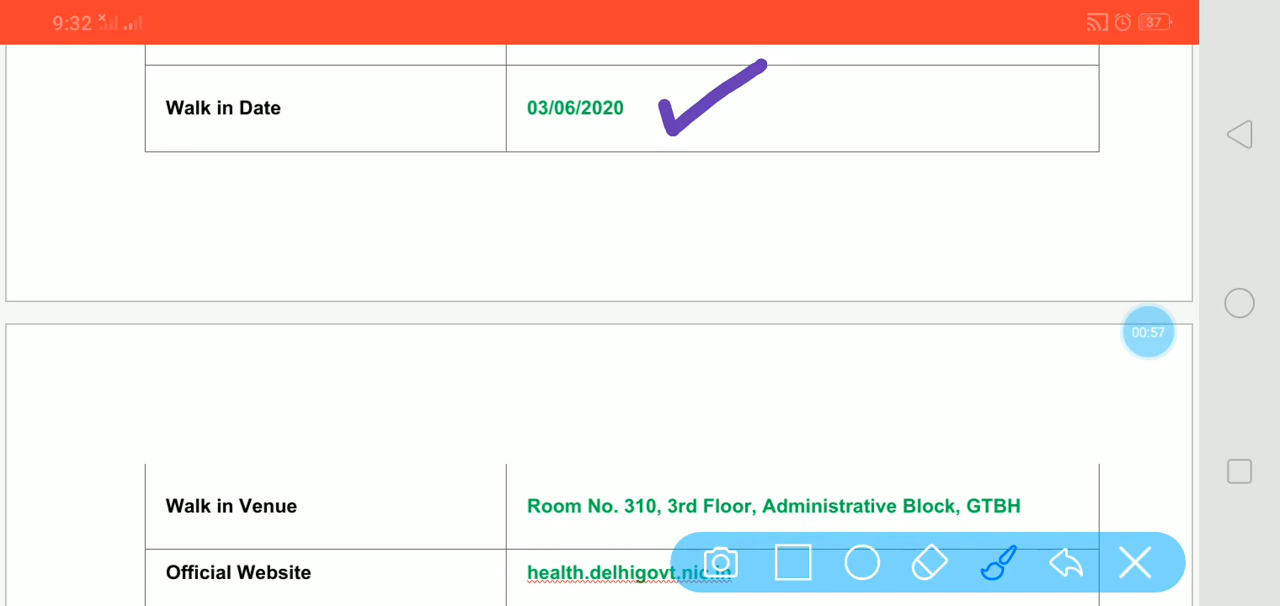 9:32
37
Walk in Date 03/06/2020
00:57
Walk in Venue Room No. 310, 3rd Floor, Administrative Block, GTBH
Official Website health.delhigovt.nic.in